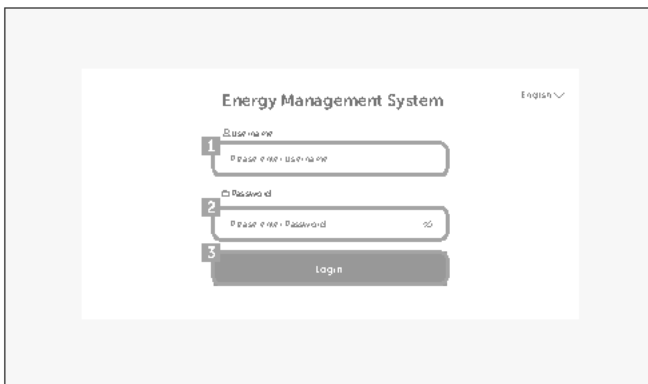 Energy Management System
English
Username
1
Please enter Username
Password
2
Please enter Password
3
Login